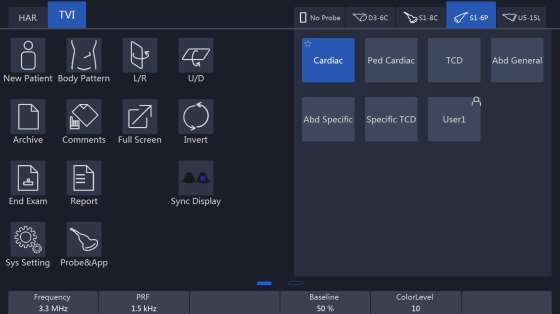 HAR
TVI
No Probe
D3-6C
S1-8C
S1-6P
U5-15L
New Patient
Body Pattern
L/R
U/D
Cardiac
Ped Cardiac
TCD
Abd General
Archive
Comments
Full Screen
Invert
Abd Specific
Specific TCD
User1
End Exam
Report
Sync Display
Sys Setting
Probe&App
Frequency
3.3 MHz
PRF
1.5 kHz
Baseline
50 %
ColorLevel
10